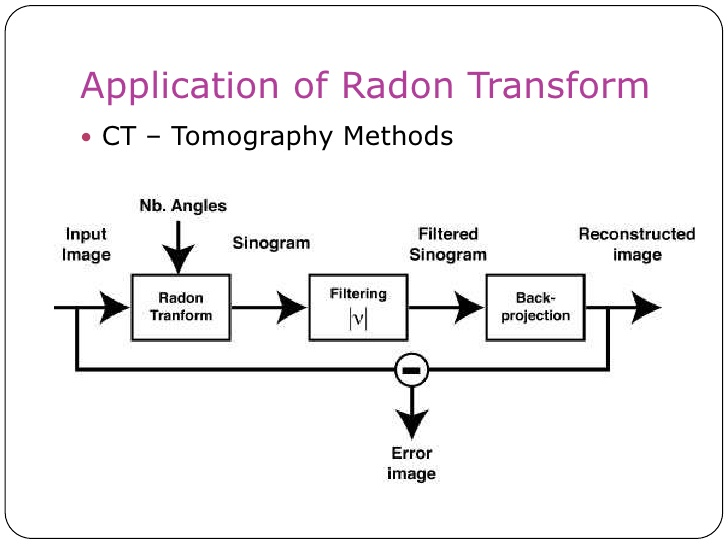 Application of Radon Transform
• CT – Tomography Methods
Nb. Angles
Input
Image
Sinogram
Filtered
Sinogram
Reconstructed
image
Radon
Tranform
Filtering
|ν|
Back-
projection
Error
image